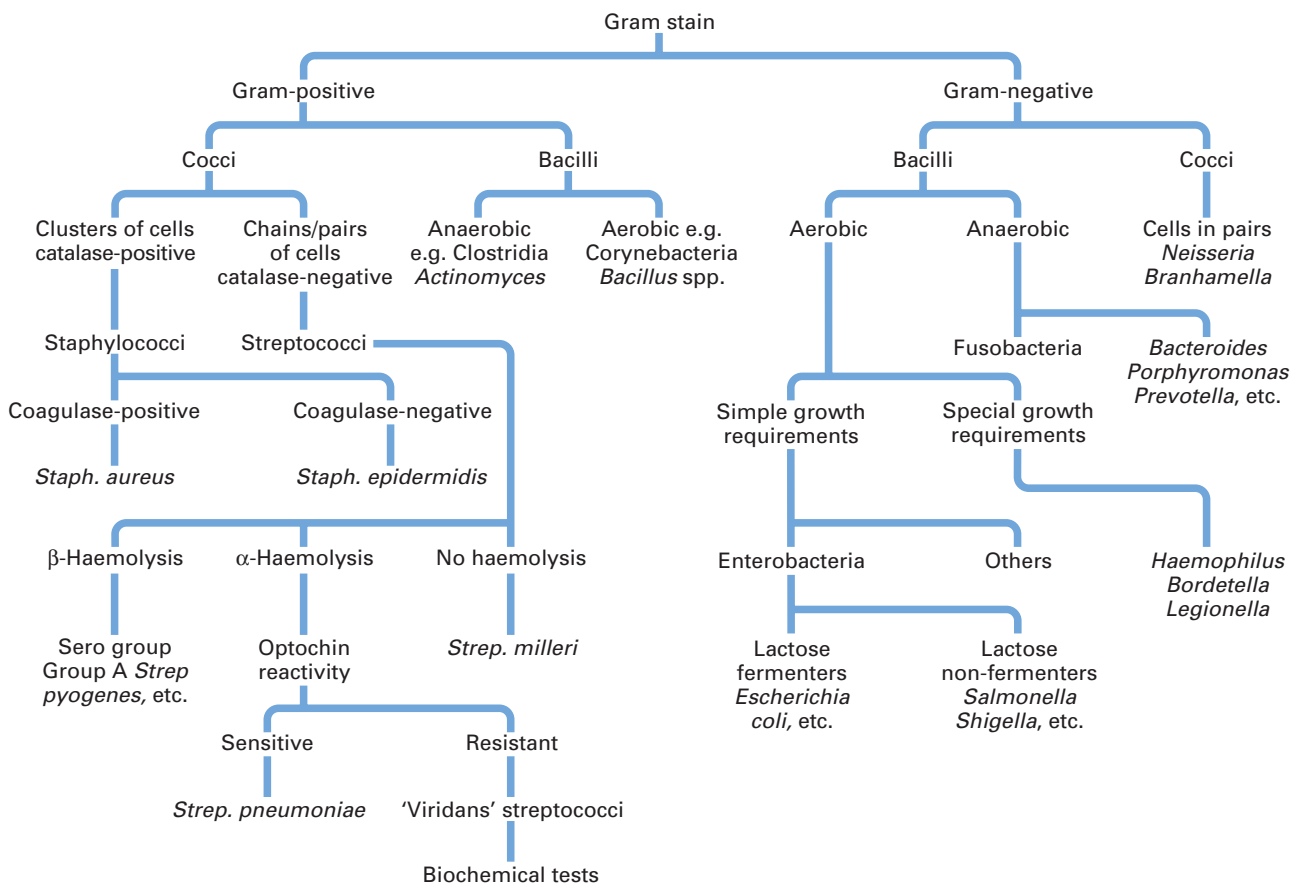 Gram stain
Gram-positive
Gram-negative
Cocci
Bacilli
Bacilli
Cocci
Clusters of cells
catalase-positive
Chains/pairs
of cells
catalase-negative
Anaerobic
e.g. Clostridia
Actinomyces
Aerobic e.g.
Corynebacteria
Bacillus spp.
Aerobic
Anaerobic
Cells in pairs
Neisseria
Branhamella
Staphylococci
Streptococci
Fusobacteria
Bacteroides
Porphyromonas
Prevotella, etc.
Coagulase-positive
Coagulase-negative
Simple growth
requirements
Special growth
requirements
Staph. aureus
Staph. epidermidis
β-Haemolysis
α-Haemolysis
No haemolysis
Enterobacteria
Others
Haemophilus
Bordetella
Legionella
Sero group
Group A Strep
pyogenes, etc.
Optochin
reactivity
Strep. milleri
Lactose
fermenters
Escherichia
coli, etc.
Lactose
non-fermenters
Salmonella
Shigella, etc.
Sensitive
Resistant
Strep. pneumoniae
‘Viridans’ streptococci
Biochemical tests